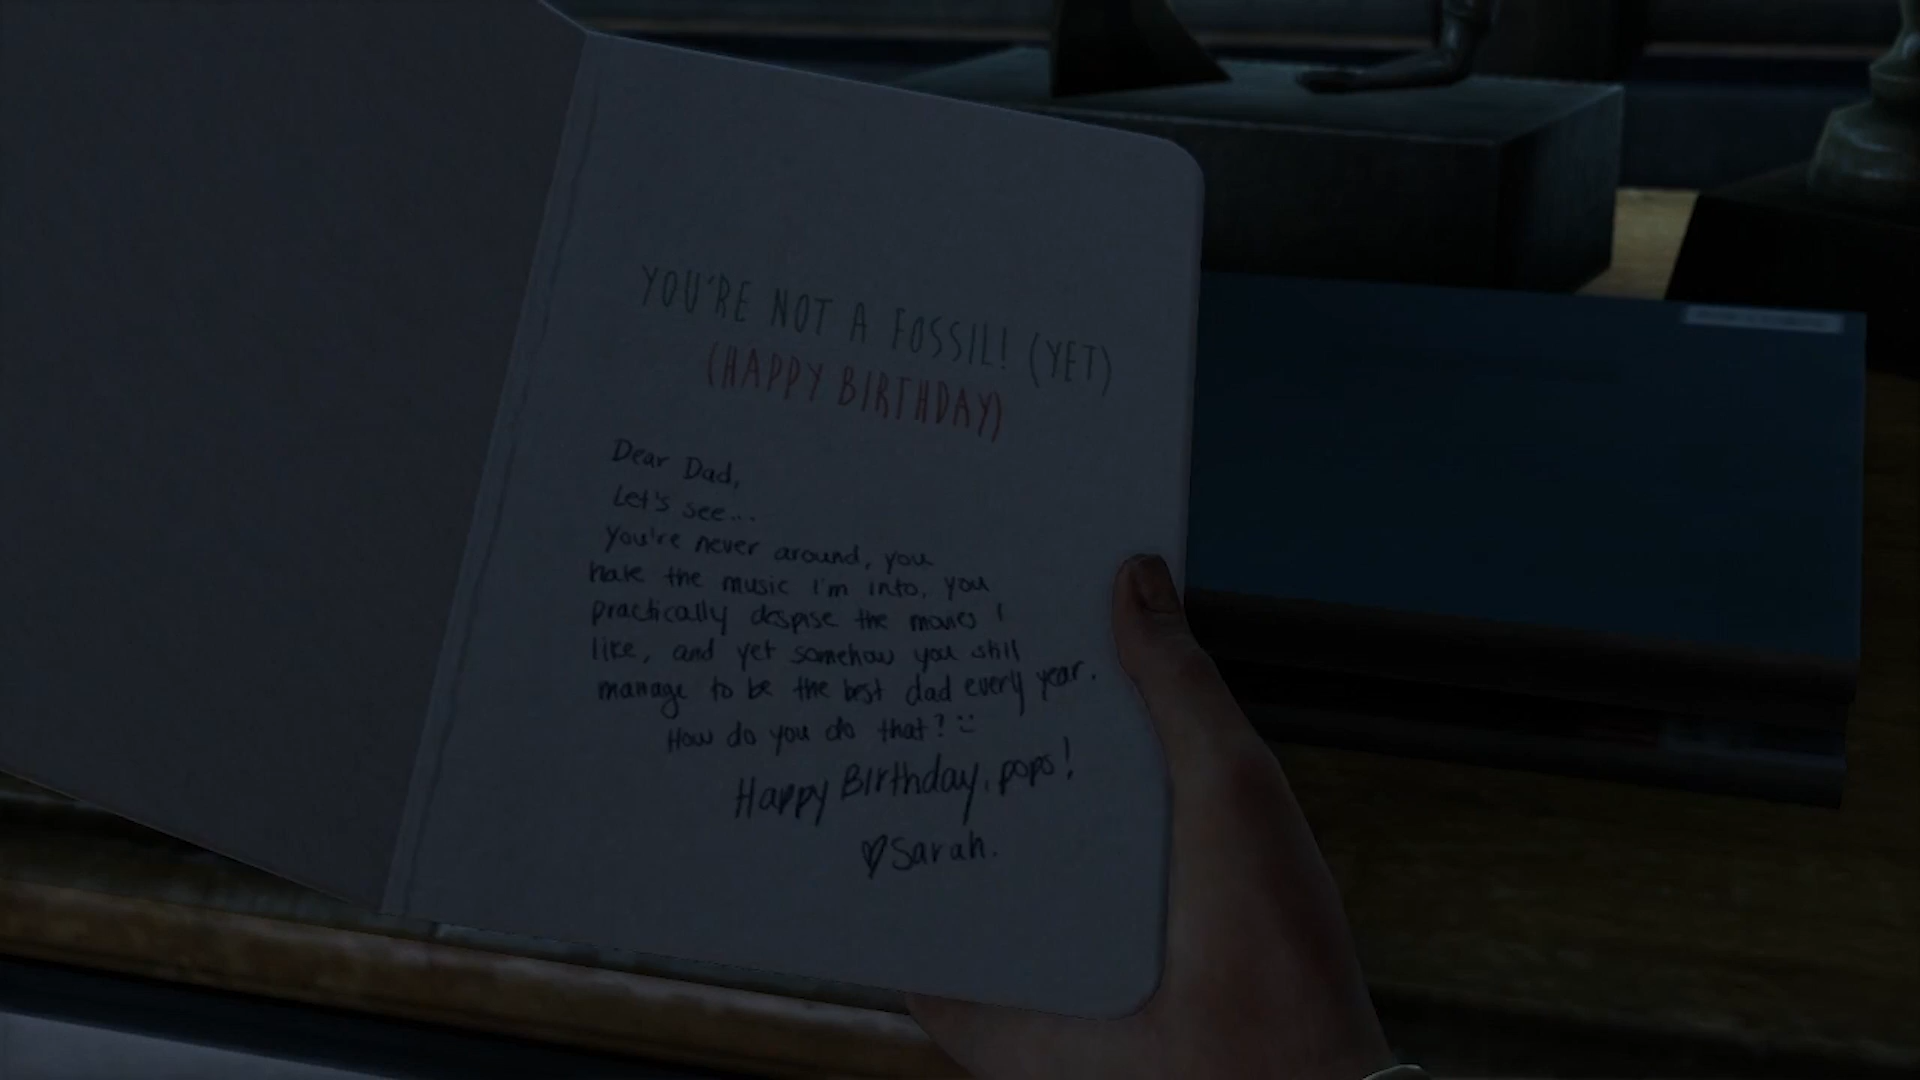 YOU'RE NOT A FOSSIL! (YET)
(HAPPY BIRTHDAY)
Dear Dad,
Let's see...
You're never around, you
hate the music I'm into, you
practically despise the movies I
like, and yet somehow you still
manage to be the best dad every year.
How do you do that? :)
Happy Birthday, pops!
♡ Sarah.